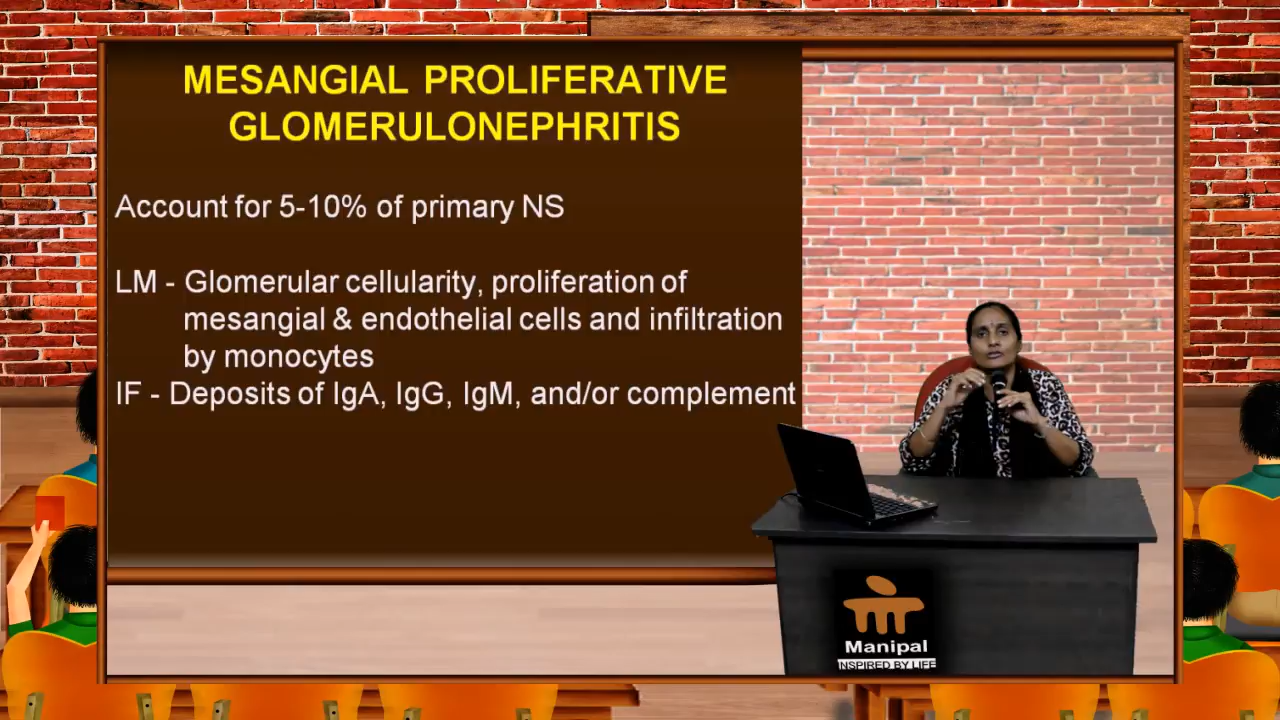 MESANGIAL PROLIFERATIVE
GLOMERULONEPHRITIS
Account for 5-10% of primary NS
LM - Glomerular cellularity, proliferation of
mesangial & endothelial cells and infiltration
by monocytes
IF - Deposits of IgA, IgG, IgM, and/or complement
Manipal
INSPIRED BY LIFE